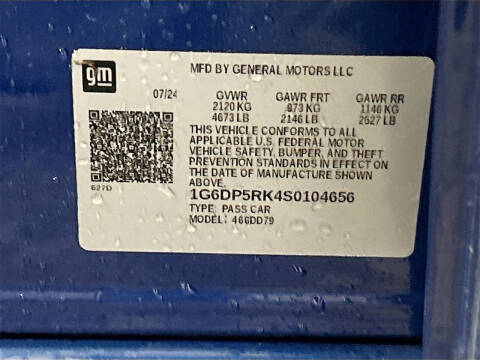 gm
MFD BY GENERAL MOTORS LLC
07/24 GVWR GAWR FRT GAWR RR
2120 KG 973 KG 1146 KG
4673 LB 2146 LB 2527 LB
THIS VEHICLE CONFORMS TO ALL
APPLICABLE U.S. FEDERAL MOTOR
VEHICLE SAFETY, BUMPER, AND THEFT
PREVENTION STANDARDS IN EFFECT ON
THE DATE OF MANUFACTURE SHOWN
ABOVE.
627D
1G6DP5RK4S0104656
TYPE: PASS CAR
MODEL: 466DD79